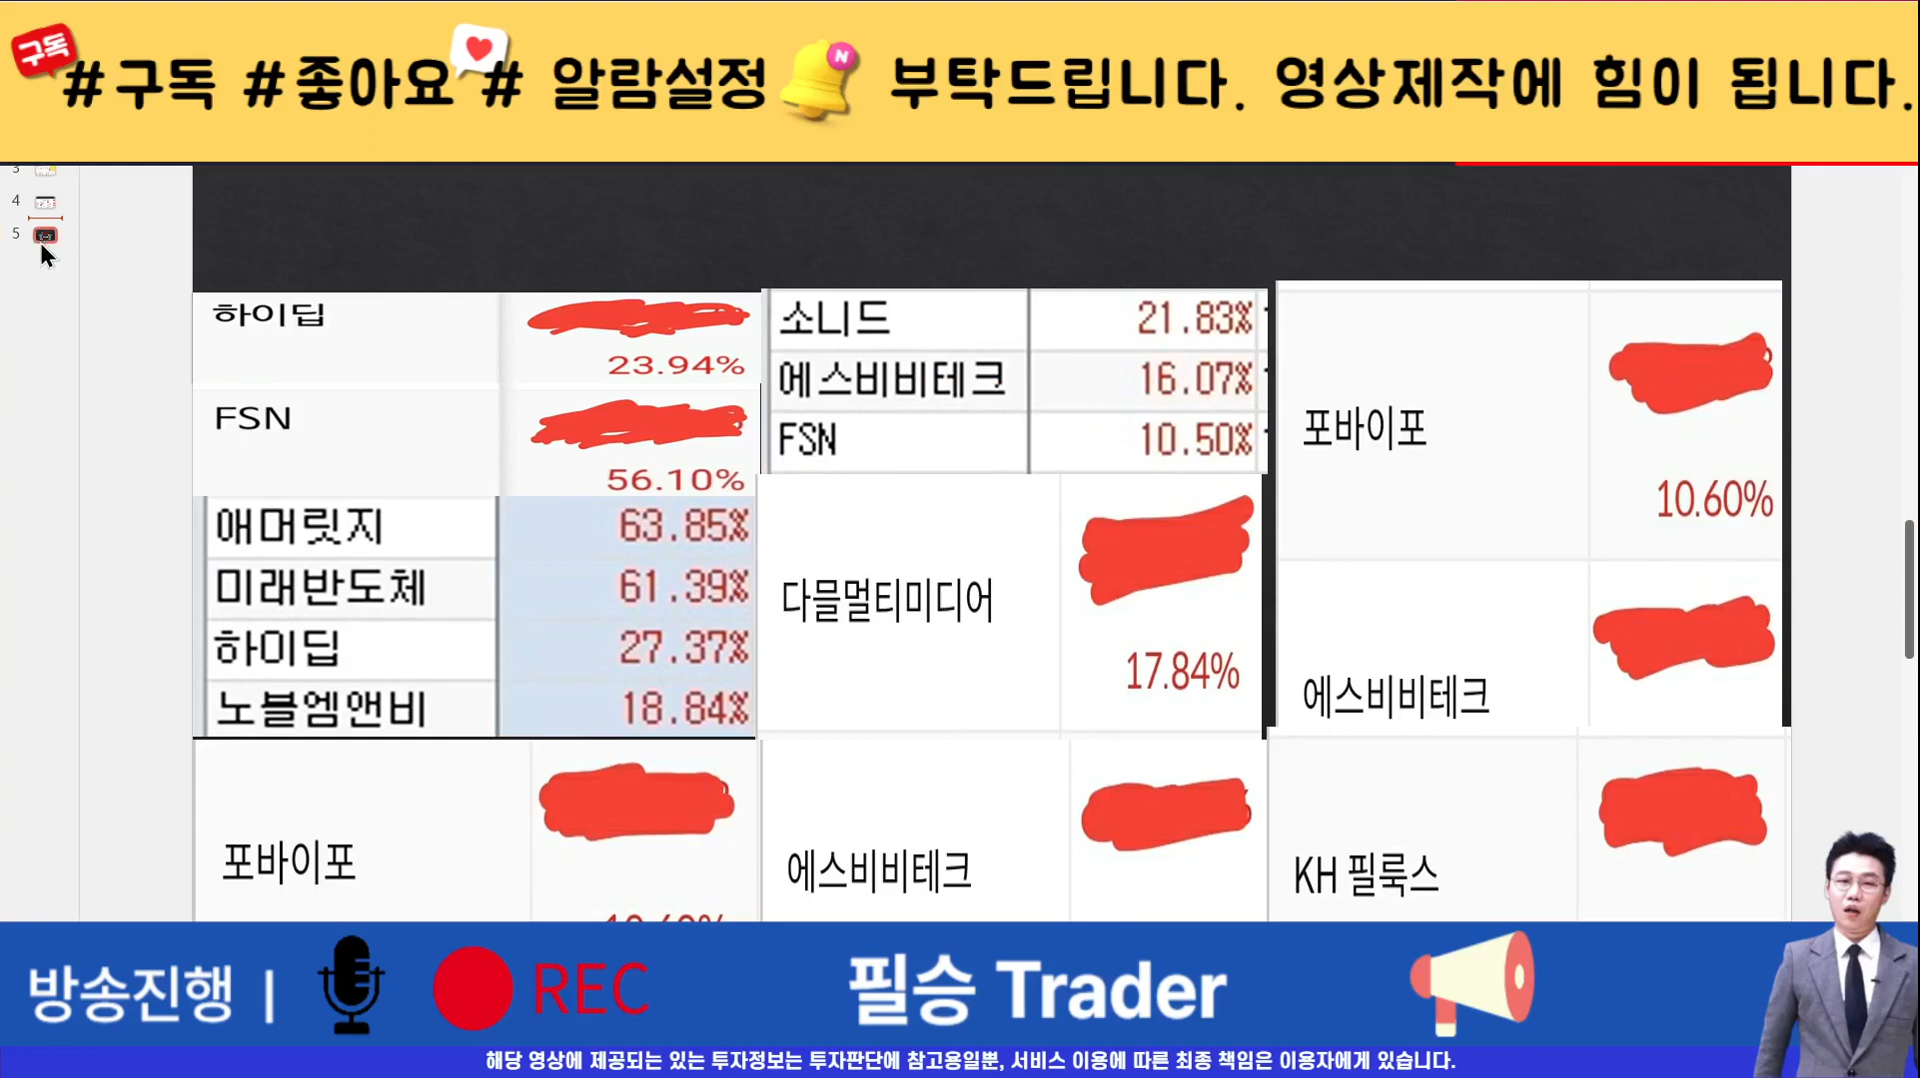 구독
#구독 #좋아요 # 알람설정 N 부탁드립니다. 영상제작에 힘이 됩니다.
3
4
5
하이딥
23.94%
FSN
56.10%
애머릿지 63.85%
미래반도체 61.39%
하이딥 27.37%
노블엠앤비 18.84%
소니드 21.83%
에스비비테크 16.07%
FSN 10.50%
다믈멀티미디어
17.84%
포바이포
10.60%
에스비비테크
포바이포
에스비비테크
KH 필룩스
방송진행 | REC 필승 Trader
해당 영상에 제공되는 있는 투자정보는 투자판단에 참고용일뿐, 서비스 이용에 따른 최종 책임은 이용자에게 있습니다.